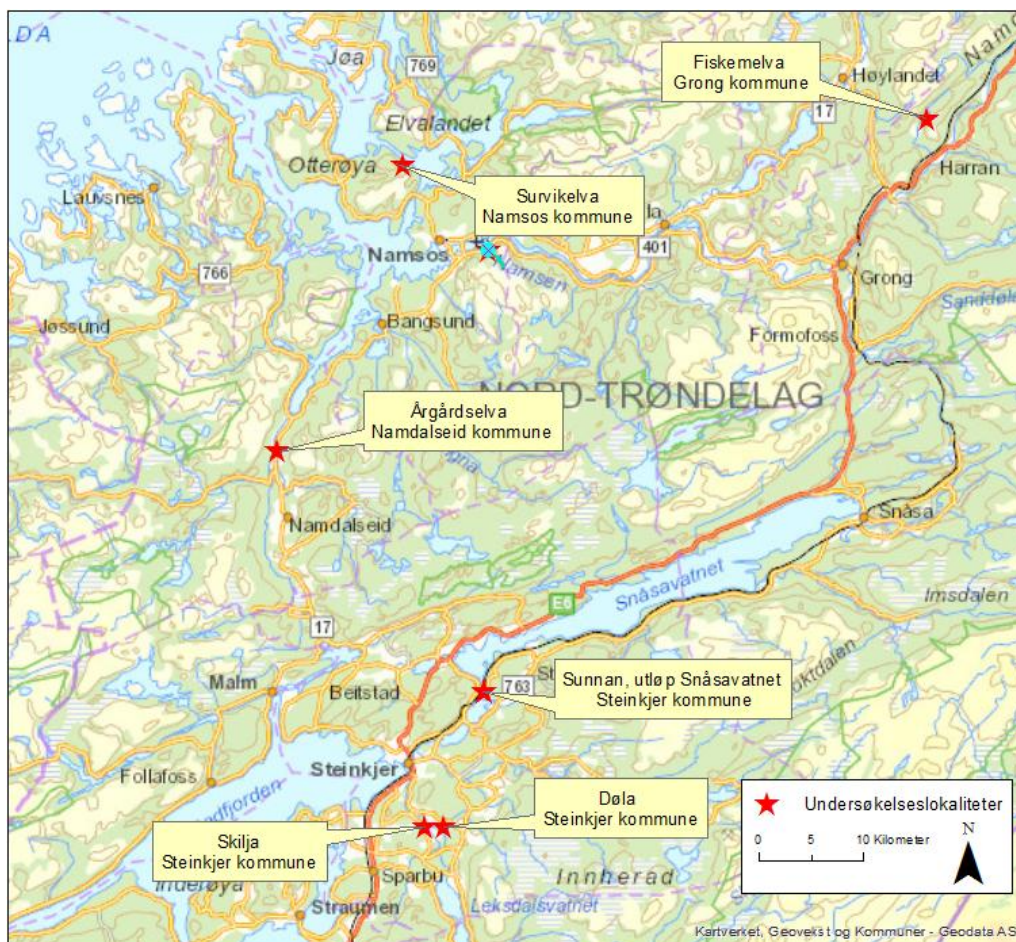 LDA
Jøa
769
Elvalandet
Otterøya
Lauvsnes
Fiskemelva
Grong kommune
Høylandet
17
Harran
Survikelva
Namsos kommune
Namsos
Namsen
401
766
Grong
Jøssund
Bangsund
Formofoss
NORD-TRØNDELAG
Årgårdselva
Namdalseid kommune
Namdalseid
Snåsa
Snåsavatnet
E6
Imsdalen
17
Malm
Beitstad
763
Sunnan, utløp Snåsavatnet
Steinkjer kommune
Follafoss
Steinkjer
Døla
Steinkjer kommune
Skilja
Steinkjer kommune
Inderøya
Sparbu
Straumen
Innherad
Leksdalsvatnet
Undersøkelseslokaliteter
0 5 10 Kilometer
N
Kartverket, Geovekst og Kommuner - Geodata AS